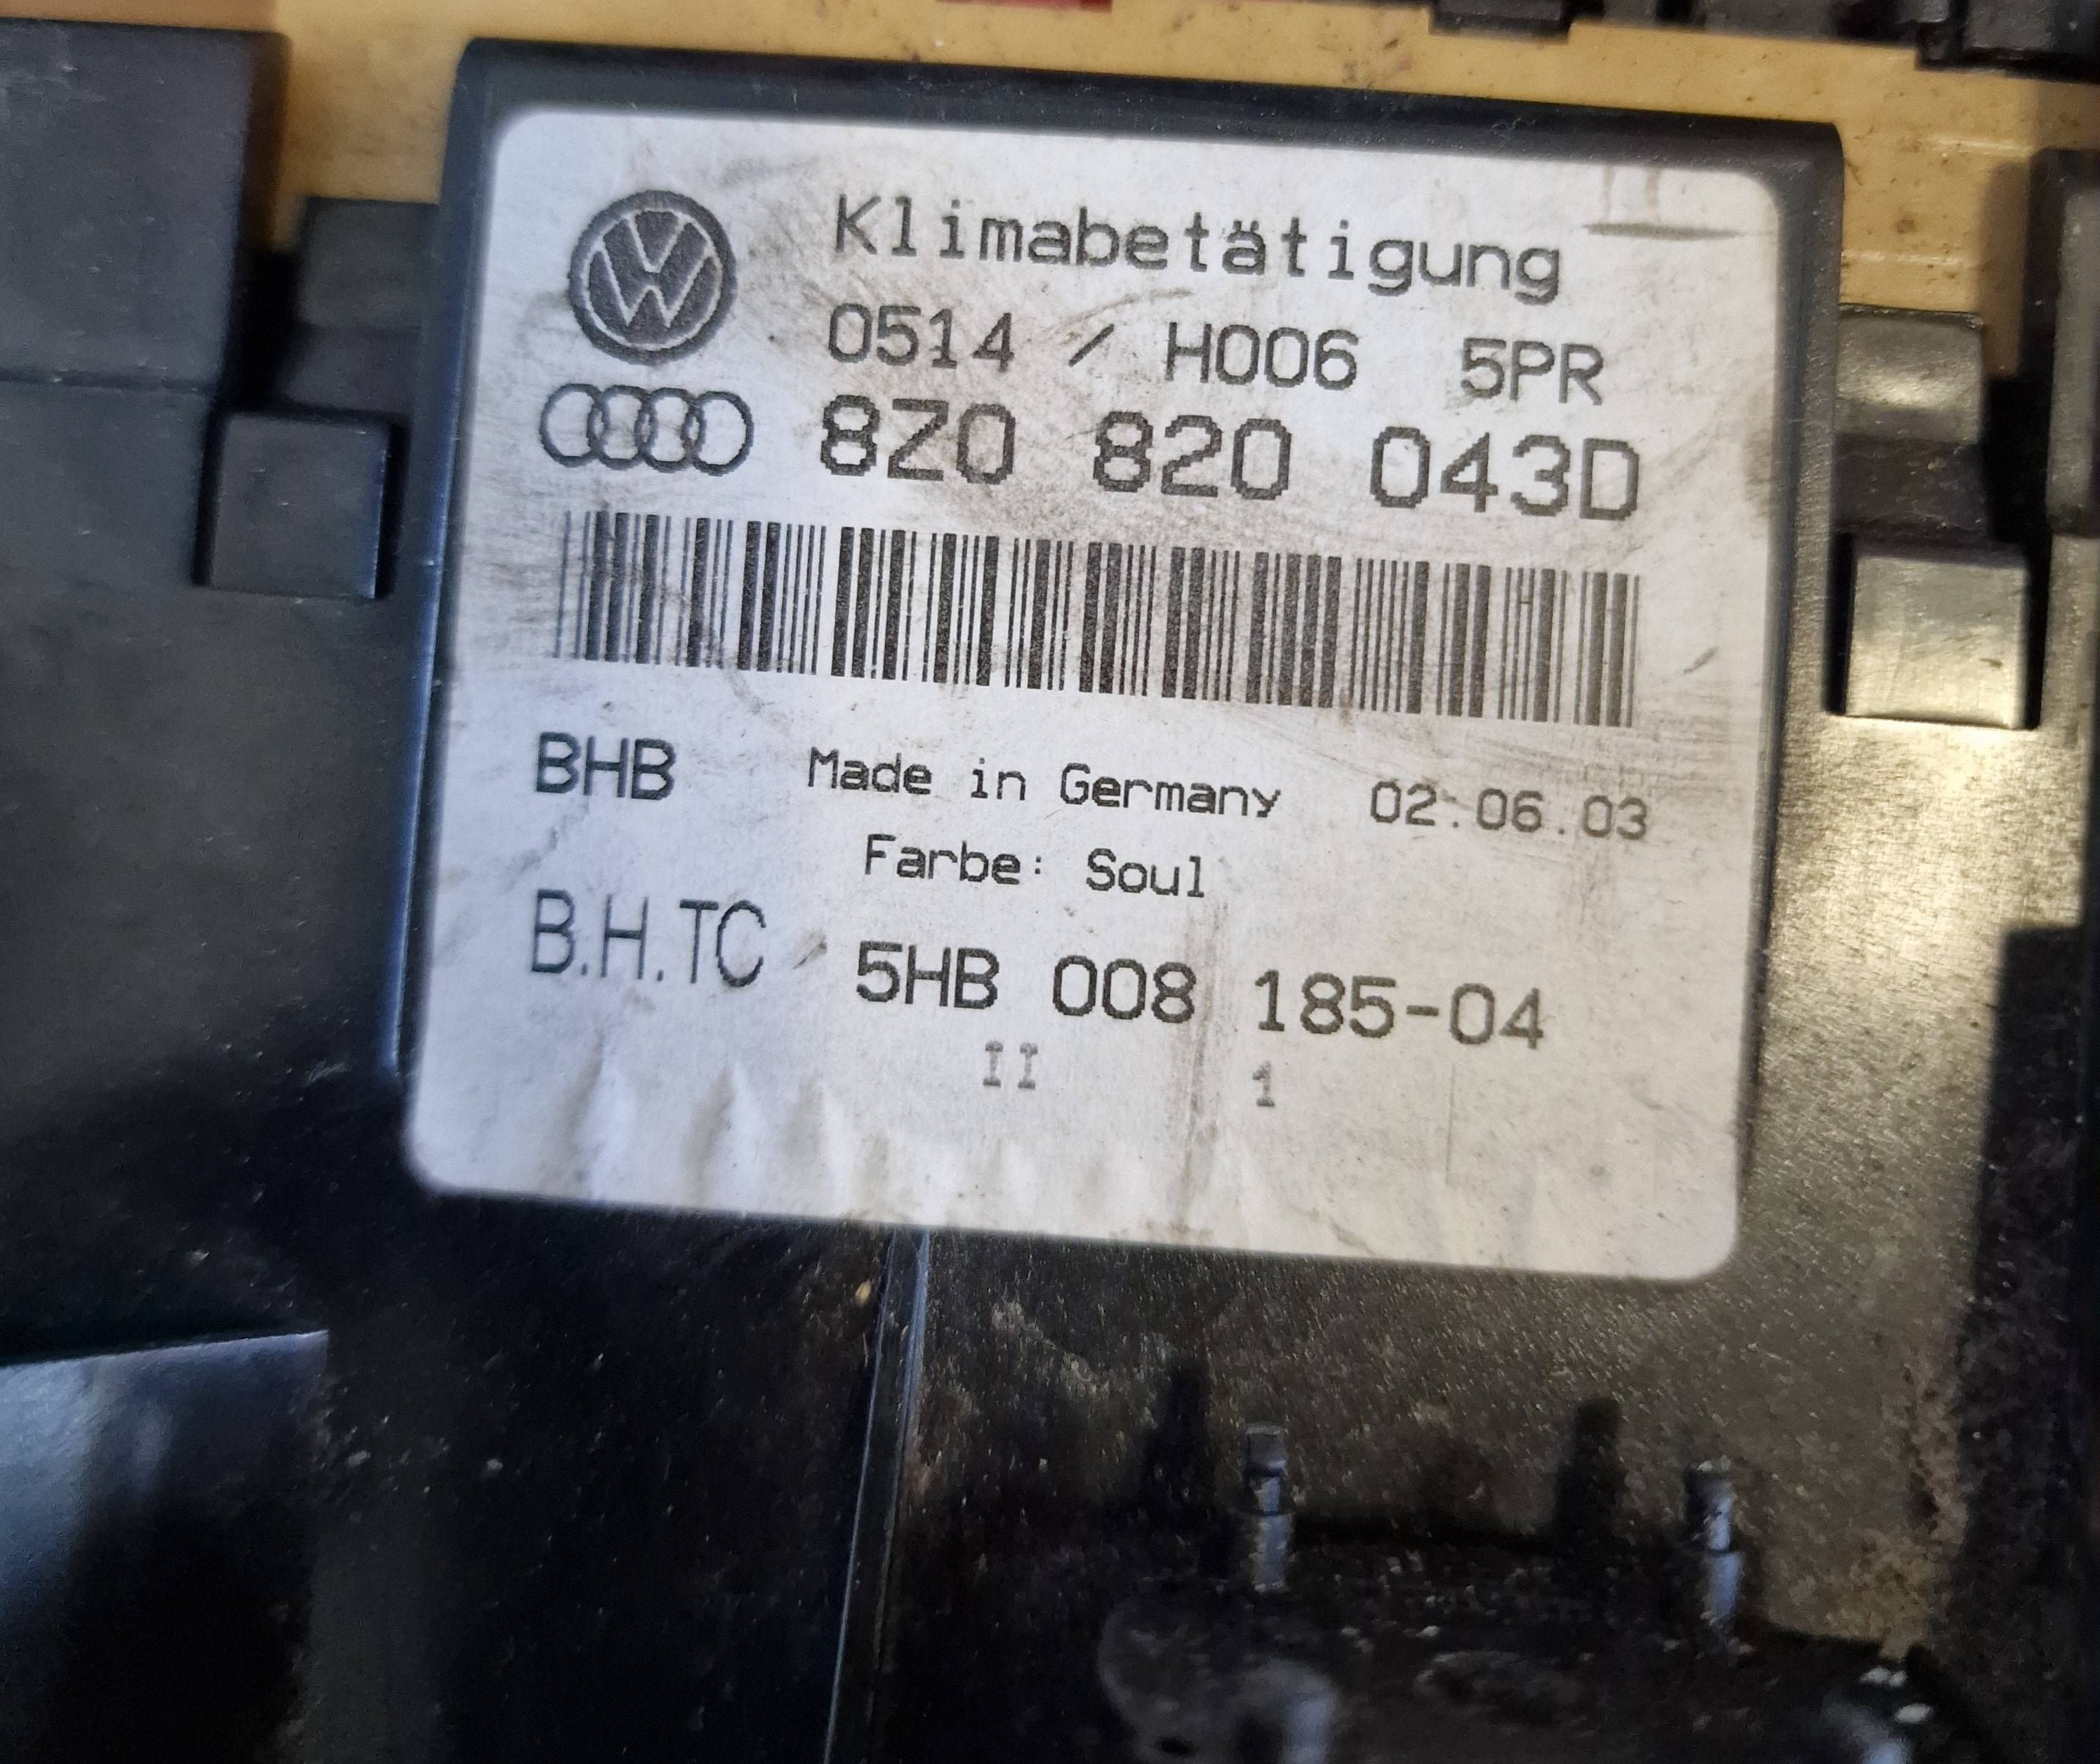 Klimabetätigung
0514 / H006 5PR
8Z0 820 043D
BHB Made in Germany 02.06.03
Farbe: Soul
B.H.TC 5HB 008 185-04
II 1